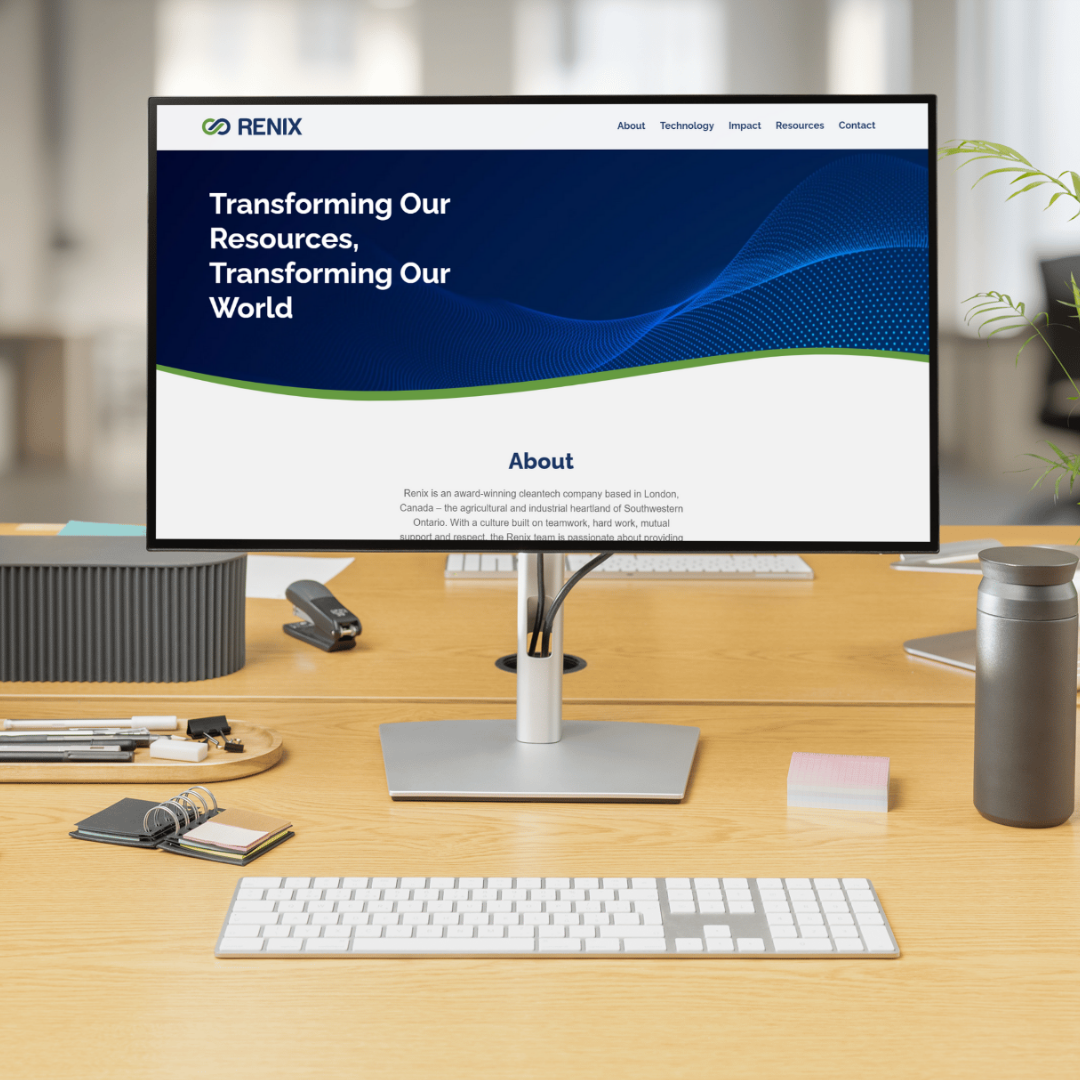 RENIX
About Technology Impact Resources Contact
Transforming Our
Resources,
Transforming Our
World
About
Renix is an award-winning cleantech company based in London,
Canada – the agricultural and industrial heartland of Southwestern
Ontario. With a culture built on teamwork, hard work, mutual
support and respect, the Renix team is passionate about providing